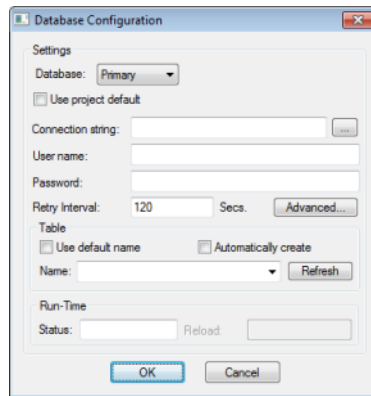 Database Configuration
Settings
Database: Primary
Use project default
Connection string: ...
User name:
Password:
Retry Interval: 120 Secs. Advanced...
Table
Use default name Automatically create
Name: Refresh
Run-Time
Status: Reload:
OK Cancel